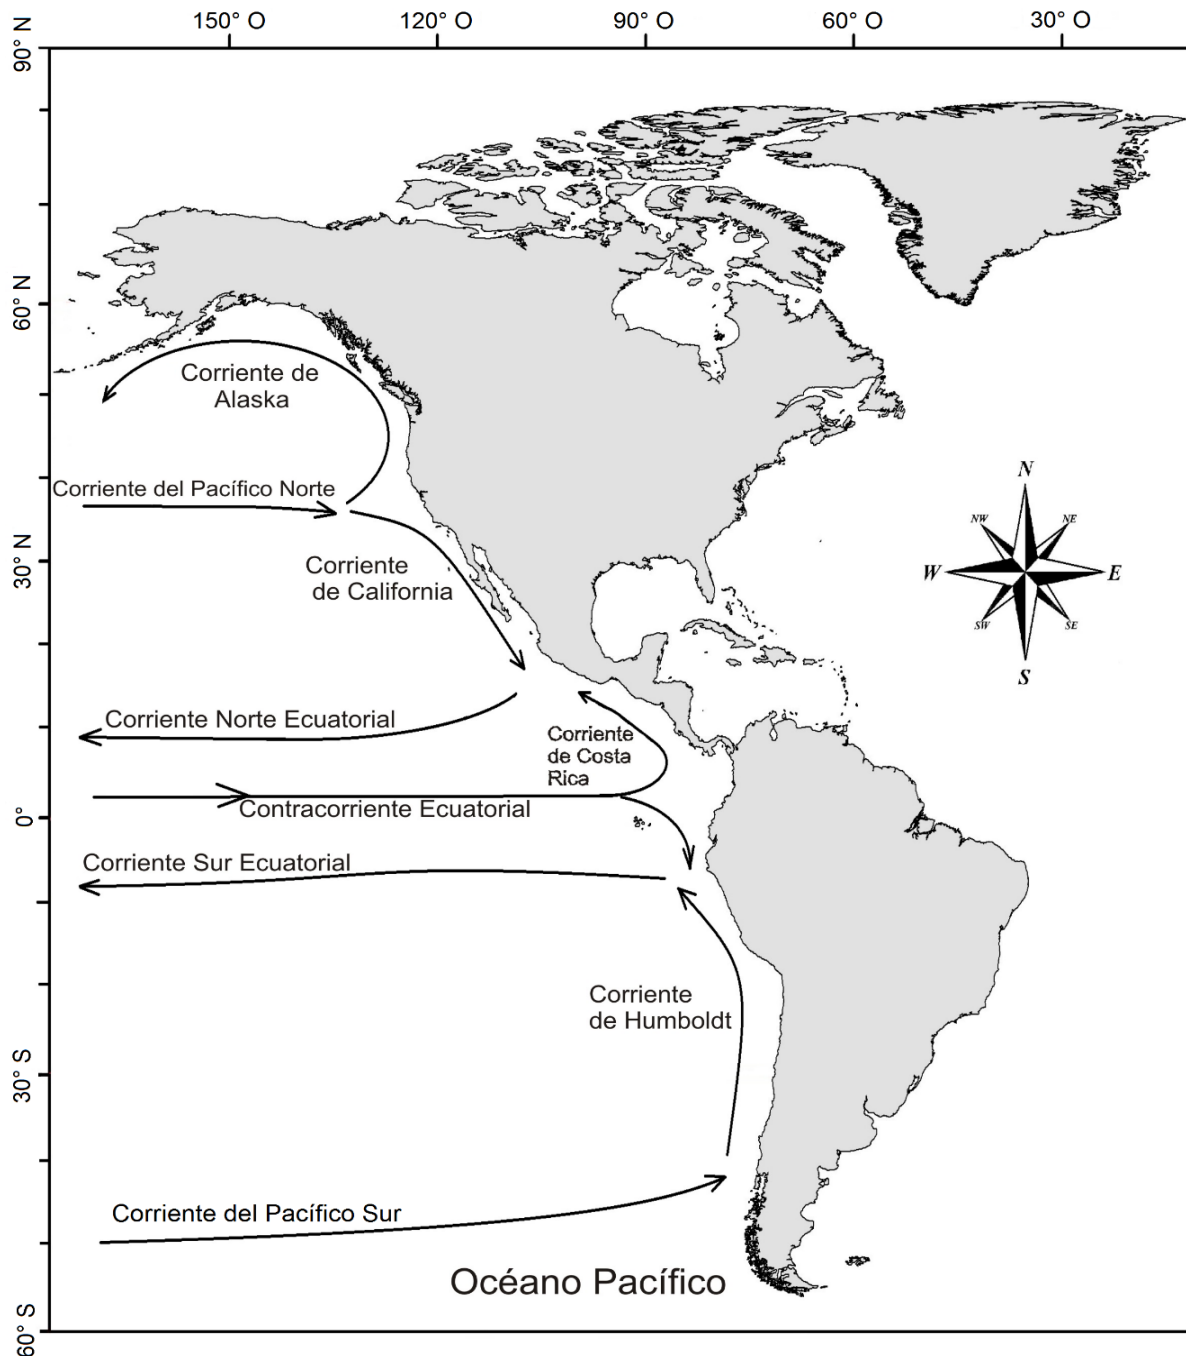 150° O
120° O
90° O
60° O
30° O
90° N
60° N
Corriente de
Alaska
Corriente del Pacífico Norte
N
NW
NE
W
E
SW
SE
S
30° N
Corriente
de California
Corriente Norte Ecuatorial
Corriente
de Costa
Rica
0°
Contracorriente Ecuatorial
Corriente Sur Ecuatorial
Corriente
de Humboldt
30° S
Corriente del Pacífico Sur
Océano Pacífico
60° S